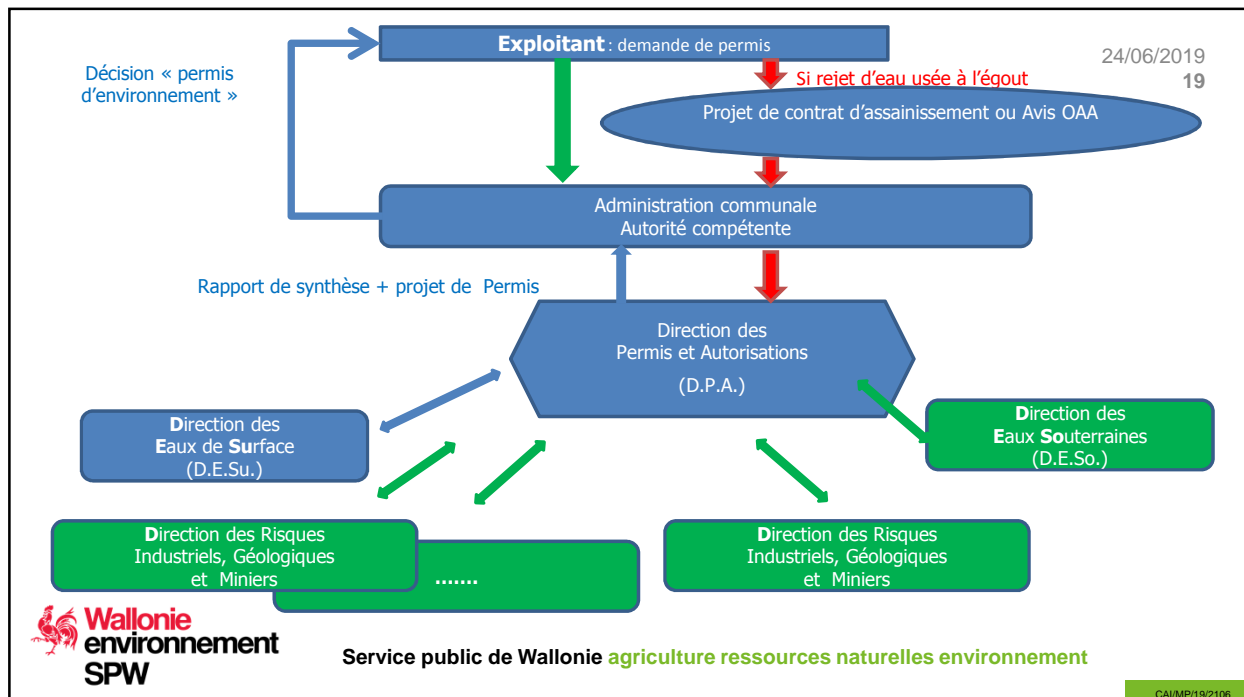 Exploitant : demande de permis
24/06/2019
19
Décision « permis
d'environnement »
Si rejet d'eau usée à l'égout
Projet de contrat d'assainissement ou Avis OAA
Administration communale
Autorité compétente
Rapport de synthèse + projet de Permis
Direction des
Permis et Autorisations
(D.P.A.)
Direction des
Eaux de Surface
(D.E.Su.)
Direction des
Eaux Souterraines
(D.E.So.)
Direction des Risques
Industriels, Géologiques
et Miniers
.......
Direction des Risques
Industriels, Géologiques
et Miniers
Wallonie
environnement
SPW
Service public de Wallonie agriculture ressources naturelles environnement
CAI/MP/19/2106